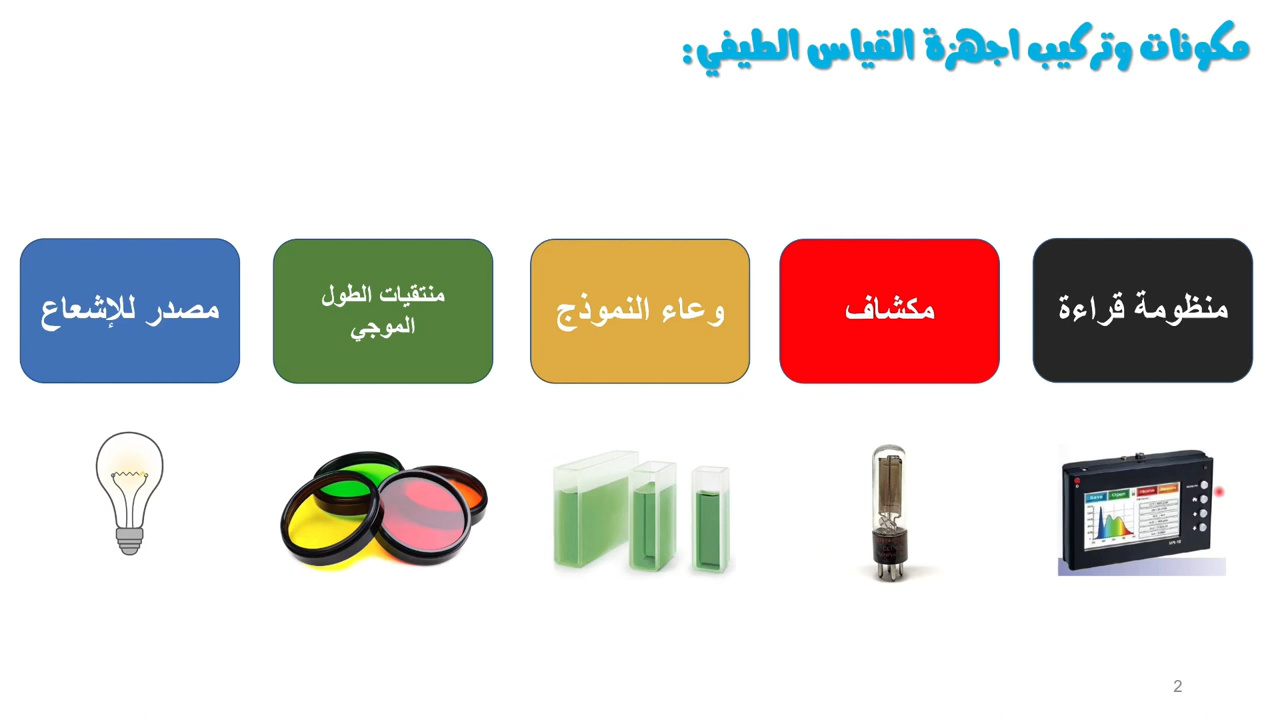 مكونات وتركيب اجهزة القياس الطيفي:
مصدر للإشعاع
منتقيات الطول
الموجي
وعاء النموذج
مكشاف
منظومة قراءة
2